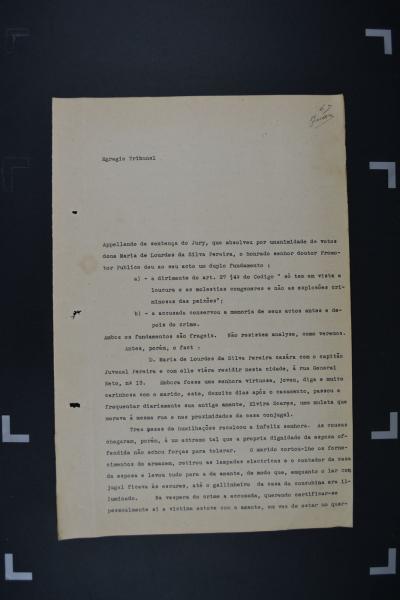 Egregio Tribunal
Appellando da sentença do Jury, que absolveu por unanimidade de votos
dona Maria de Lourdes da Silva Pereira, o honrado senhor doutor Promo-
tor Publico deu ao seu acto um duplo fundamento :
a) - a dirimente do art. 27 §4º do Codigo " só tem em vista a
loucura e as molestias congeneres e não as explosões cri-
minosas das paixões";
b) - a accusada conservou a memoria de seus actos antes e de-
pois do crime.
Ambos os fundamentos são frageis. Não resistem analyse, como veremos.
Antes, porém, o fact :
D. Maria de Lourdes da Silva Pereira casára com o capitão
Juvenal Pereira e com elle viéra residir nesta cidade, á rua General
Neto, nº 19. Embora fosse uma senhora virtuosa, joven, diga e muito
carinhosa com o marido, este, dezoito dias após o casamento, passou a
frequentar diariamente sua antiga amante, Elvira Soares, uma mulata que
morava á mesma rua e nas proximidades da casa conjugal.
Tres mezes de humilhações recalcou a infeliz senhora. As cousas
chegaram, porém, á um extremo tal que a propria dignidade da esposa of-
fendida não achou forças para tolerar. O marido cortou-lhe os forne-
cimentos do armazem, retirou as lampadas electricas e o contador da casa
da esposa e levou tudo para a da amante, de modo que, emquanto o lar con-
jugal ficava ás escuras, até o gallinheiro da casa da concubina era il-
luminado. Na vespera do crime a accusada, querendo certificar-se
pessoalmente si a victima estava com o amante, em vez de estar no quar-